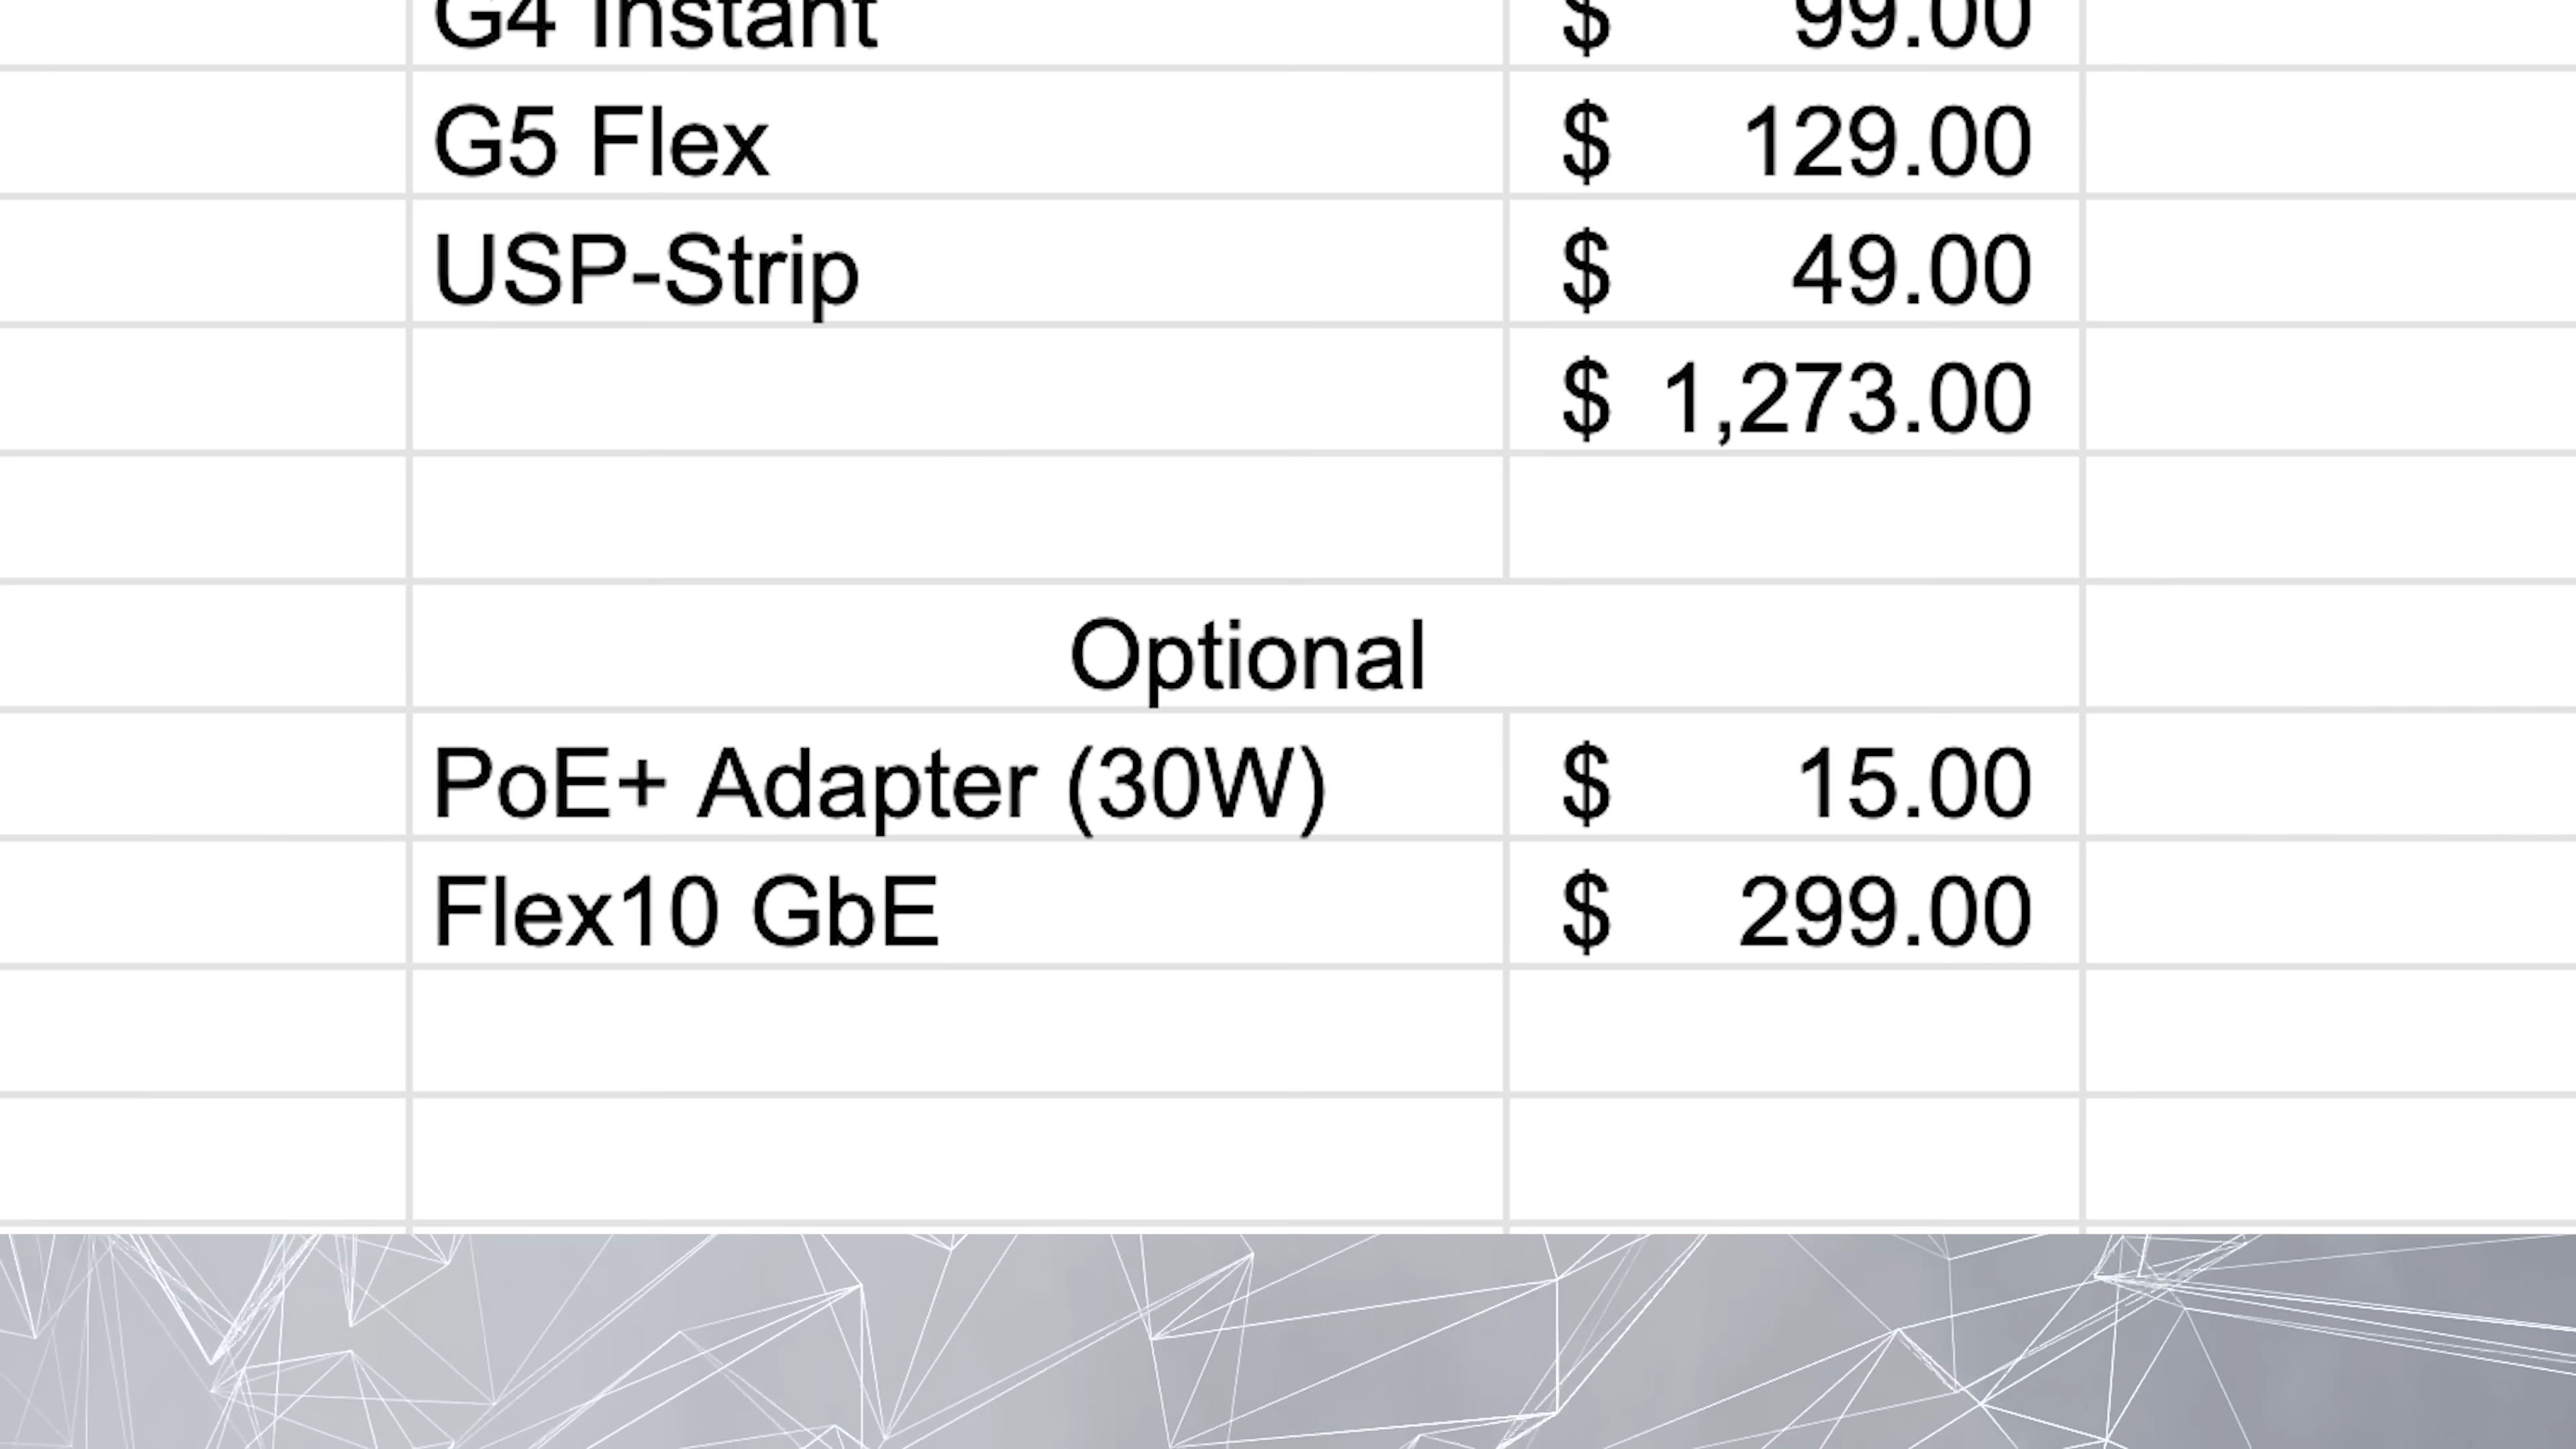 G4 Instant $ 99.00
G5 Flex $ 129.00
USP-Strip $ 49.00
$ 1,273.00
Optional
PoE+ Adapter (30W) $ 15.00
Flex10 GbE $ 299.00